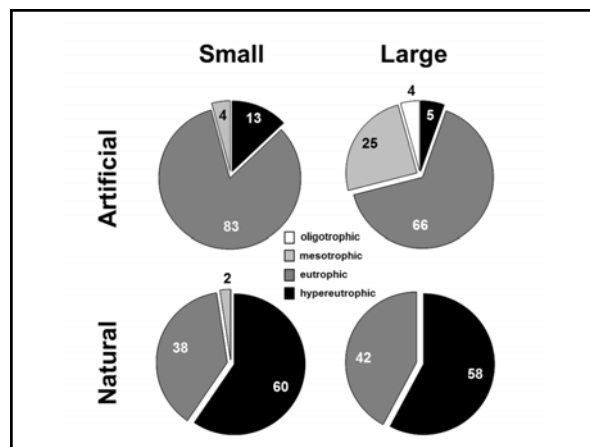 Small Large
Artificial
4 13
83
4
5
25
66
oligotrophic
mesotrophic
eutrophic
hypereutrophic
Natural
2
38
60
42
58